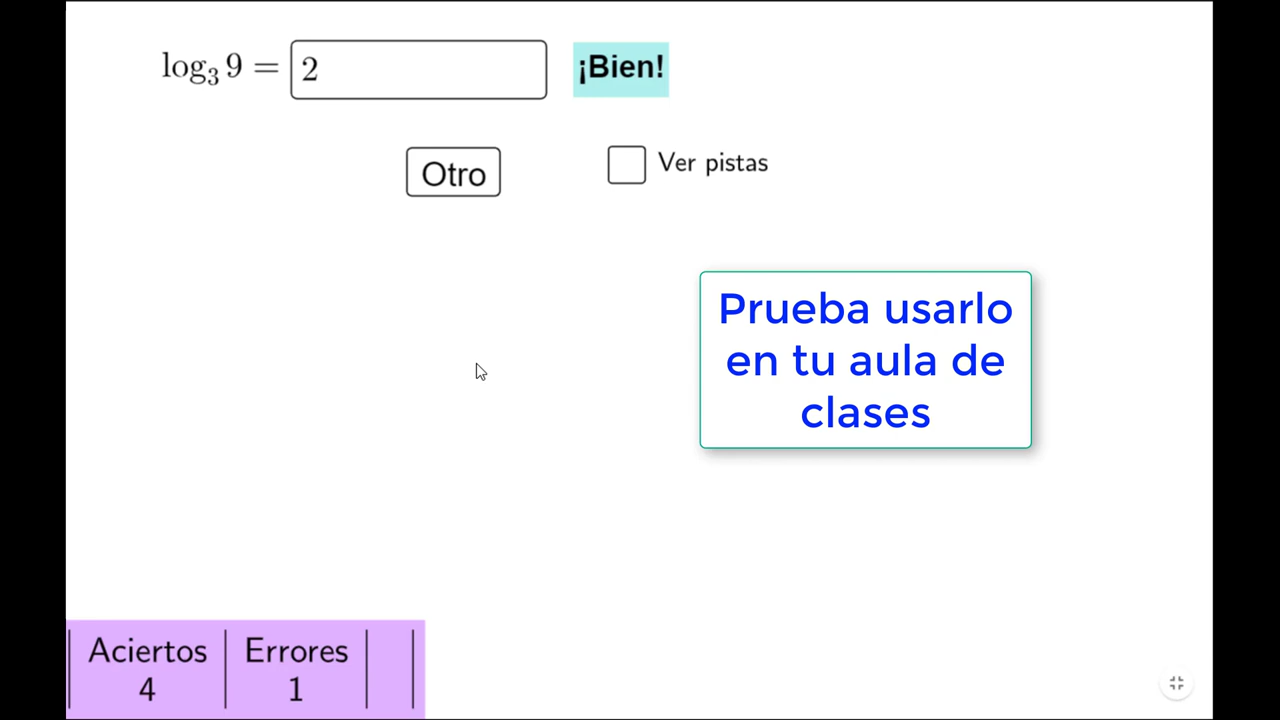 log₃ 9 = 2 ¡Bien!
Otro Ver pistas
Prueba usarlo
en tu aula de
clases
Aciertos Errores
4 1